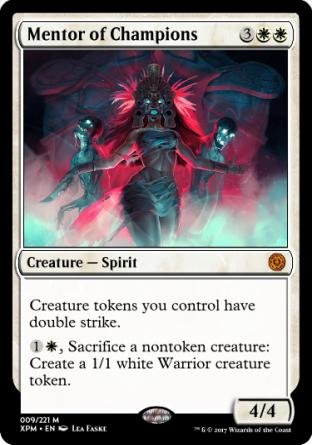 Mentor of Champions 3
Creature — Spirit
Creature tokens you control have
double strike.
1, Sacrifice a nontoken creature:
Create a 1/1 white Warrior creature
token.
4/4
009/221 M
XPM • EN Lea Faske
™ & © 2017 Wizards of the Coast